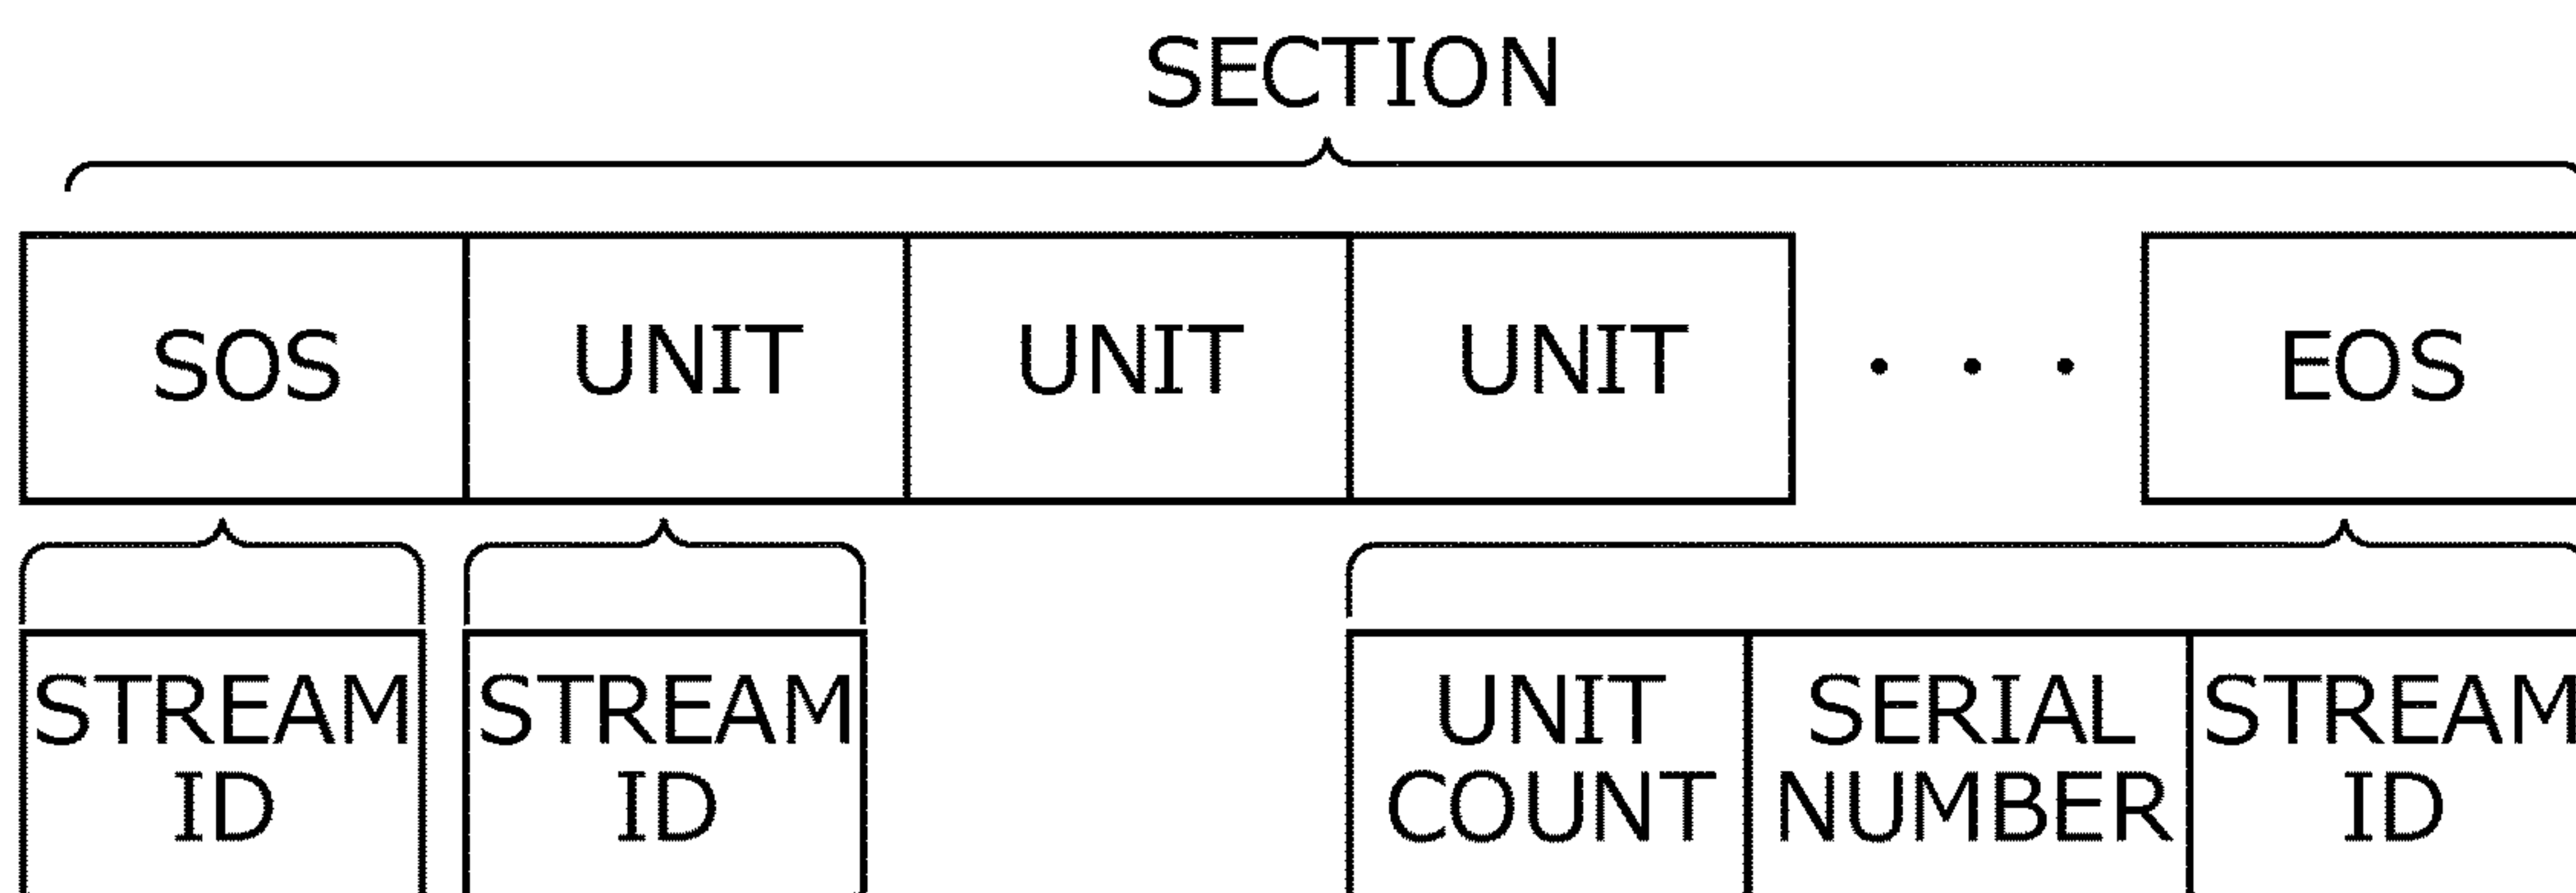 SECTION
SOS UNIT UNIT UNIT . . . EOS
STREAM STREAM UNIT SERIAL STREAM
ID ID COUNT NUMBER ID